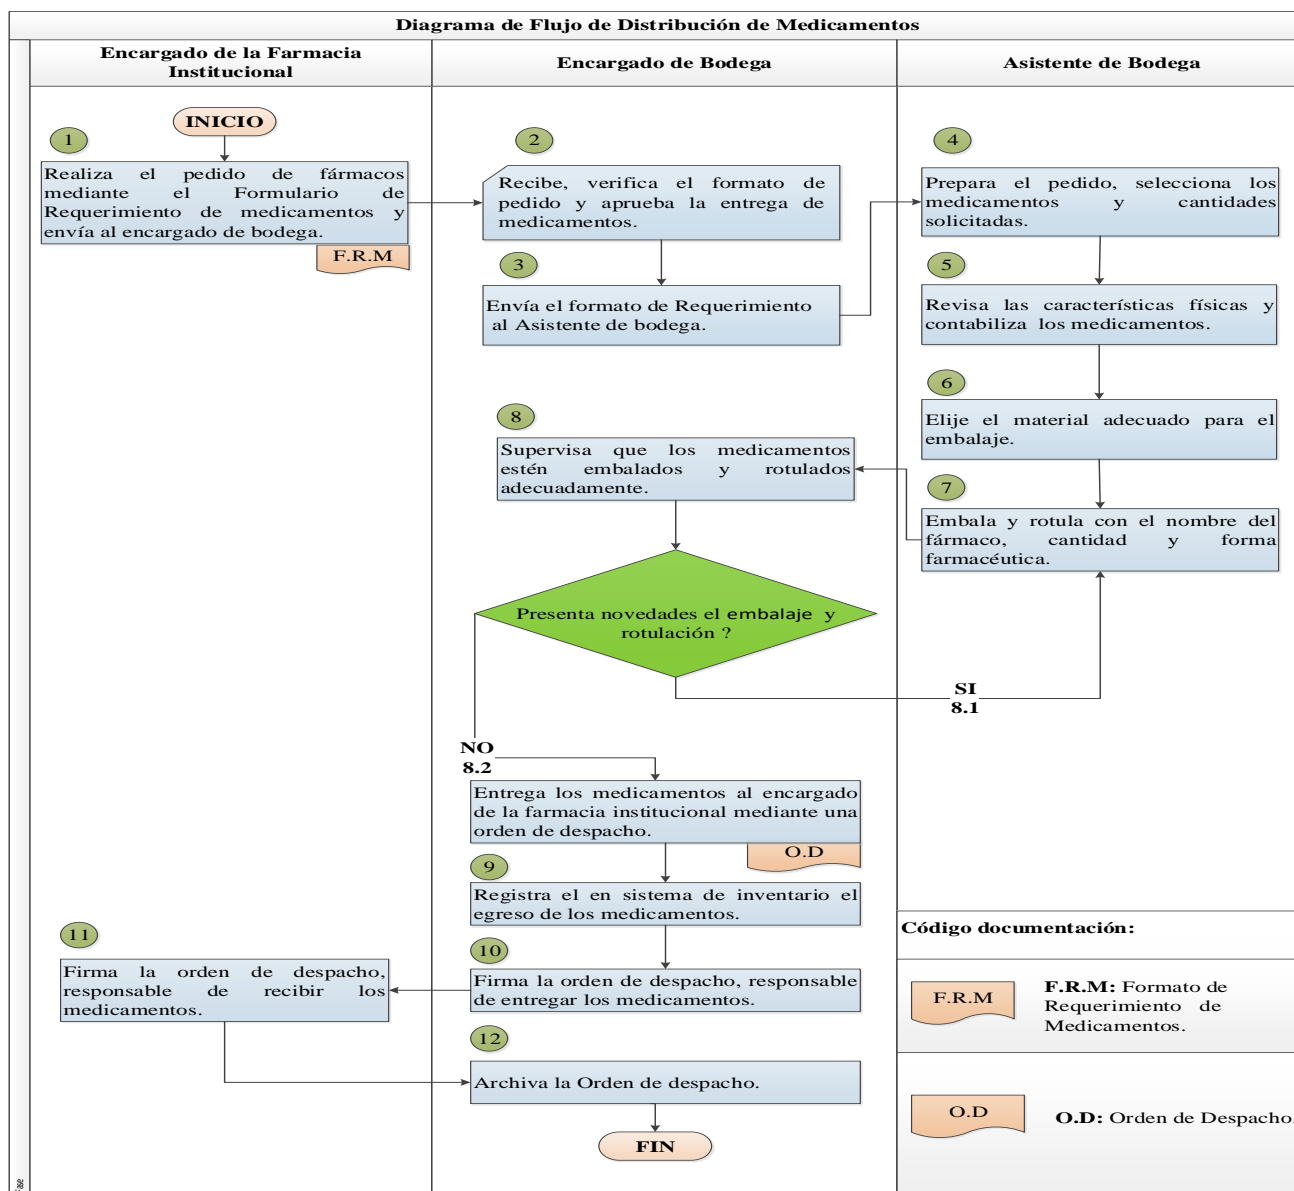 Diagrama de Flujo de Distribución de Medicamentos
Encargado de la Farmacia
Institucional
Encargado de Bodega
Asistente de Bodega
INICIO
1
Realiza el pedido de fármacos
mediante el Formulario de
Requerimiento de medicamentos y
envía al encargado de bodega.
F.R.M
2
Recibe, verifica el formato de
pedido y aprueba la entrega de
medicamentos.
3
Envía el formato de Requerimiento
al Asistente de bodega.
4
Prepara el pedido, selecciona los
medicamentos y cantidades
solicitadas.
5
Revisa las características físicas y
contabiliza los medicamentos.
6
Elije el material adecuado para el
embalaje.
7
Embala y rotula con el nombre del
fármaco, cantidad y forma
farmacéutica.
8
Supervisa que los medicamentos
estén embalados y rotulados
adecuadamente.
Presenta novedades el embalaje y
rotulación ?
SI
8.1
NO
8.2
Entrega los medicamentos al encargado
de la farmacia institucional mediante una
orden de despacho.
O.D
9
Registra el en sistema de inventario el
egreso de los medicamentos.
10
Firma la orden de despacho, responsable
de entregar los medicamentos.
11
Firma la orden de despacho,
responsable de recibir los
medicamentos.
12
Archiva la Orden de despacho.
FIN
Código documentación:
F.R.M
F.R.M: Formato de
Requerimiento de
Medicamentos.
O.D
O.D: Orden de Despacho.
Fase